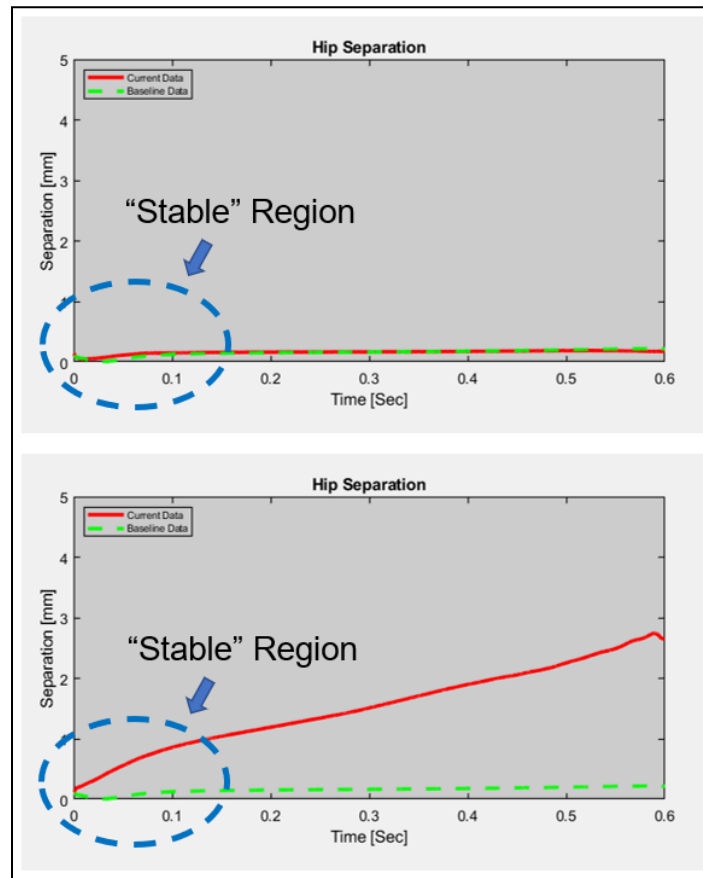 Hip Separation
5
Current Data
Baseline Data
4
3
Separation [mm]
“Stable” Region
2
1
0
0 0.1 0.2 0.3 0.4 0.5 0.6
Time [Sec]
Hip Separation
5
Current Data
Baseline Data
4
3
Separation [mm]
“Stable” Region
2
1
0
0 0.1 0.2 0.3 0.4 0.5 0.6
Time [Sec]